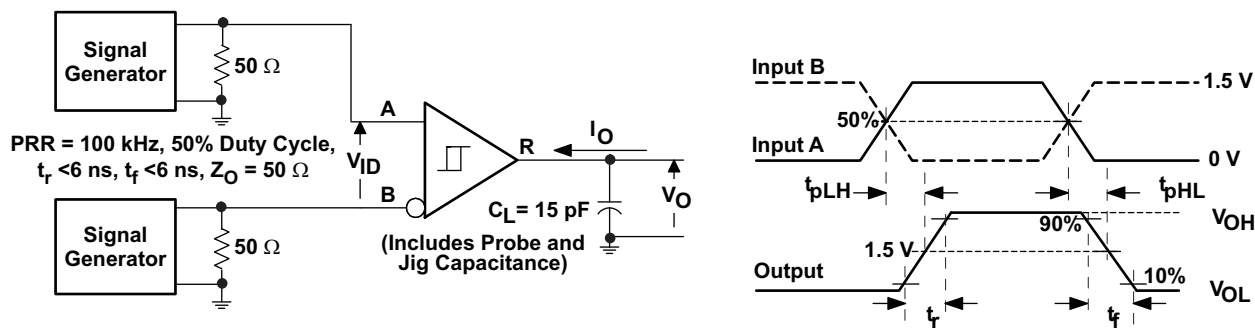 Signal
Generator
50 Ω
PRR = 100 kHz, 50% Duty Cycle,
tr <6 ns, tf <6 ns, ZO = 50 Ω
Signal
Generator
50 Ω
A
VID
B
R
IO
VO
CL= 15 pF
(Includes Probe and
Jig Capacitance)
Input B
1.5 V
50%
Input A
0 V
tpLH
tpHL
VOH
90%
1.5 V
Output
10%
VOL
tr
tf